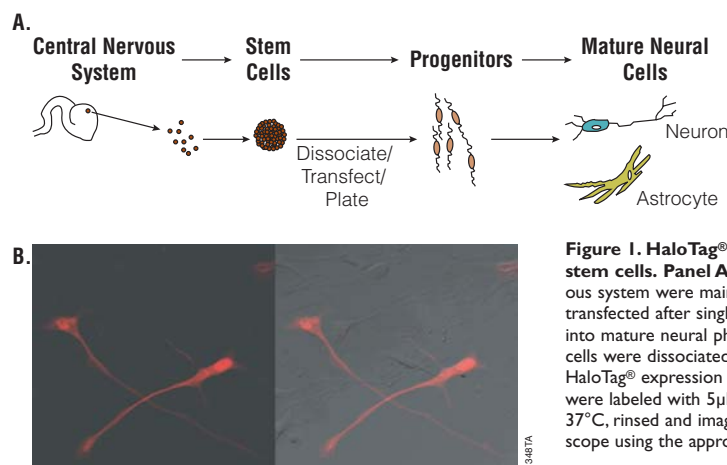 A.
Central Nervous
System
Stem
Cells
Progenitors
Mature Neural
Cells
Dissociate/
Transfect/
Plate
Neuron
Astrocyte
B.
348TA
Figure 1. HaloTag®
stem cells. Panel A
ous system were main
transfected after singl
into mature neural ph
cells were dissociated
HaloTag® expression
were labeled with 5μ
37°C, rinsed and imag
scope using the appro